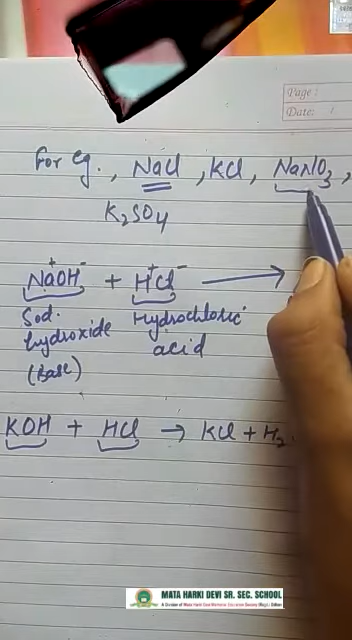 Page :
Date:
For eg., NaCl, KCl, NaNO3,
K2SO4
NaOH + HCl →
Sod. hydroxide (Base)
Hydrochloric acid
KOH + HCl → KCl + H2
MATA HARKI DEVI SR. SEC. SCHOOL